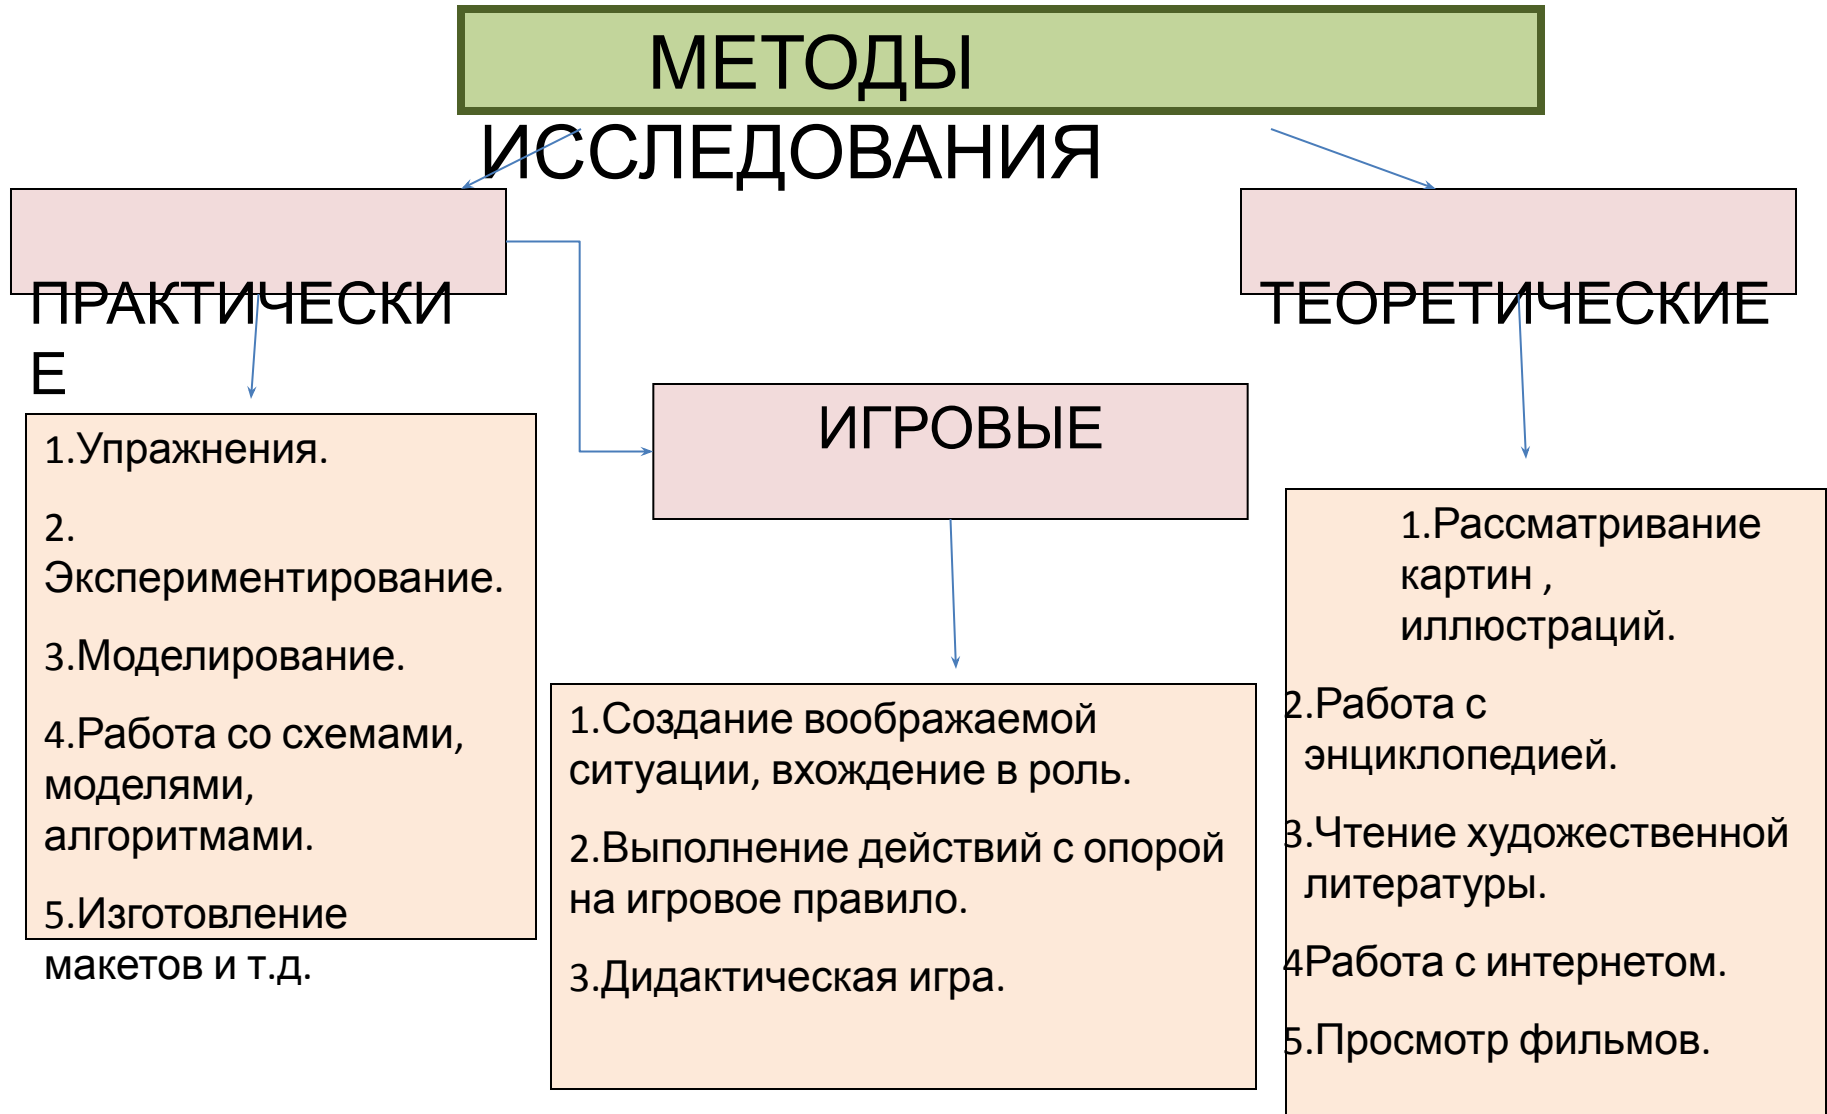 МЕТОДЫ
ИССЛЕДОВАНИЯ
ПРАКТИЧЕСКИ
Е
1.Упражнения.
2.
Экспериментирование.
3.Моделирование.
4.Работа со схемами,
моделями,
алгоритмами.
5.Изготовление
макетов и т.д.
ИГРОВЫЕ
1.Создание воображаемой
ситуации, вхождение в роль.
2.Выполнение действий с опорой
на игровое правило.
3.Дидактическая игра.
ТЕОРЕТИЧЕСКИЕ
1.Рассматривание
картин ,
иллюстраций.
2.Работа с
энциклопедией.
3.Чтение художественной
литературы.
4Работа с интернетом.
5.Просмотр фильмов.